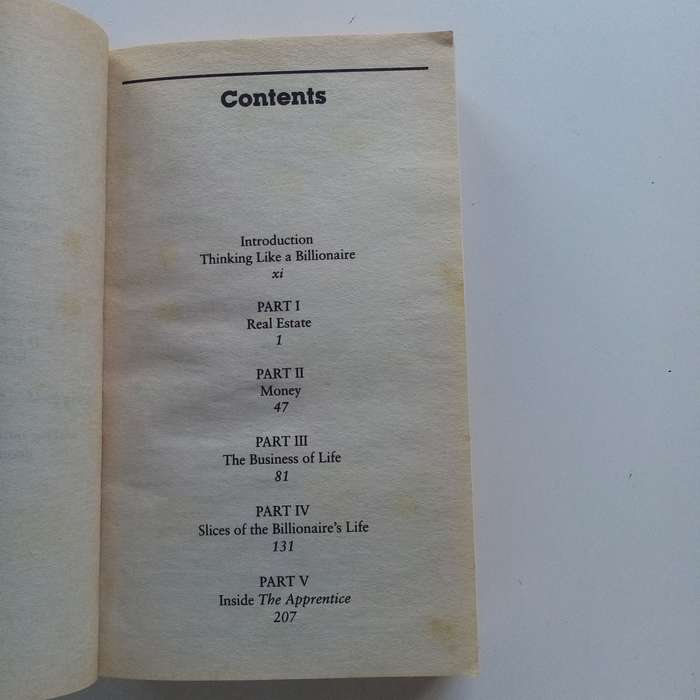 Contents
Introduction
Thinking Like a Billionaire
xi
PART I
Real Estate
1
PART II
Money
47
PART III
The Business of Life
81
PART IV
Slices of the Billionaire's Life
131
PART V
Inside The Apprentice
207